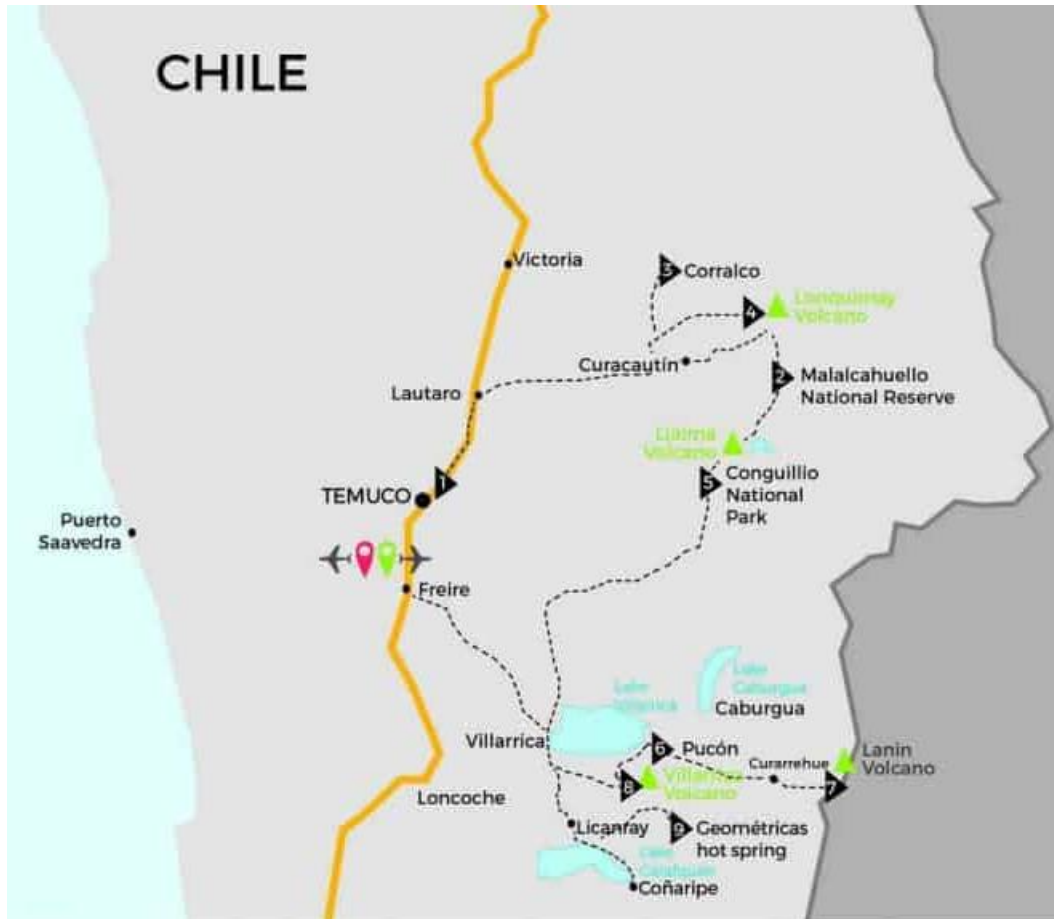 CHILE
Victoria
3
Corralco
4
Lonquimay
Volcano
Curacautín
2
Malalcahuello
National Reserve
Lautaro
Volcano
1
TEMUCO
5
Conguillio
National
Park
Puerto
Saavedra
Freire
Lake
Lake
Caburgua
Caburgua
Villarrica
6
Pucón
Curarrehue
7
Lanin
Volcano
8
Villarrica
Volcano
Loncoche
Licanray
9
Geométricas
hot spring
Lake
Coñaripe